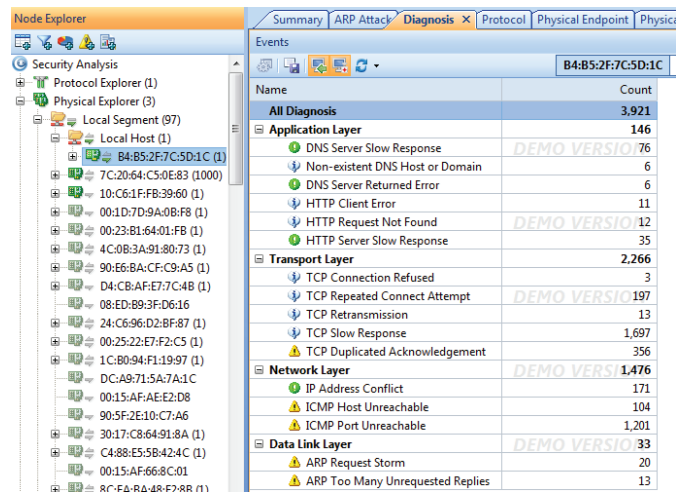 Node Explorer
Security Analysis
Protocol Explorer (1)
Physical Explorer (3)
Local Segment (97)
Local Host (1)
B4:B5:2F:7C:5D:1C (1)
7C:20:64:C5:0E:83 (1000)
10:C6:1F:FB:39:60 (1)
00:1D:7D:9A:0B:F8 (1)
00:23:B1:64:01:FB (1)
4C:0B:3A:91:80:73 (1)
90:E6:BA:CF:C9:A5 (1)
D4:CB:AF:E7:7C:4B (1)
08:ED:B9:3F:D6:16
24:C6:96:D2:BF:87 (1)
00:25:22:E7:F2:C5 (1)
1C:B0:94:F1:19:97 (1)
DC:A9:71:5A:7A:1C
00:15:AF:AE:E2:D8
90:5F:2E:10:C7:A6
30:17:C8:64:91:8A (1)
C4:88:E5:5B:42:4C (1)
00:15:AF:66:8C:01
8C:FA:BA:48:F2:8B (1)
Summary ARP Attack Diagnosis × Protocol Physical Endpoint Physica
Events
B4:B5:2F:7C:5D:1C
Name Count
All Diagnosis 3,921
Application Layer 146
DNS Server Slow Response DEMO VERSIO 76
Non-existent DNS Host or Domain 6
DNS Server Returned Error 6
HTTP Client Error 11
HTTP Request Not Found DEMO VERSIO 12
HTTP Server Slow Response 35
Transport Layer 2,266
TCP Connection Refused 3
TCP Repeated Connect Attempt DEMO VERSIO 197
TCP Retransmission 13
TCP Slow Response 1,697
TCP Duplicated Acknowledgement 356
Network Layer DEMO VERSI 1,476
IP Address Conflict 171
ICMP Host Unreachable 104
ICMP Port Unreachable 1,201
Data Link Layer DEMO VERSIO 33
ARP Request Storm 20
ARP Too Many Unrequested Replies 13